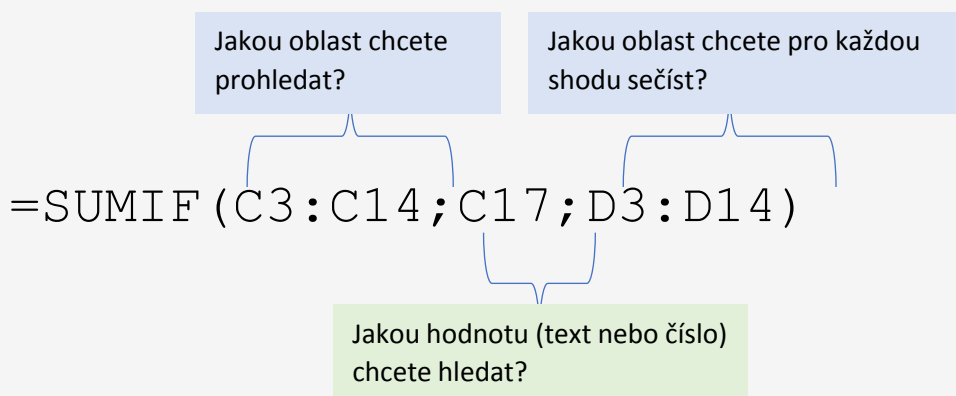 Jakou oblast chcete
prohledat?
Jakou oblast chcete pro každou
shodu sečíst?
=SUMIF(C3:C14;C17;D3:D14)
Jakou hodnotu (text nebo číslo)
chcete hledat?